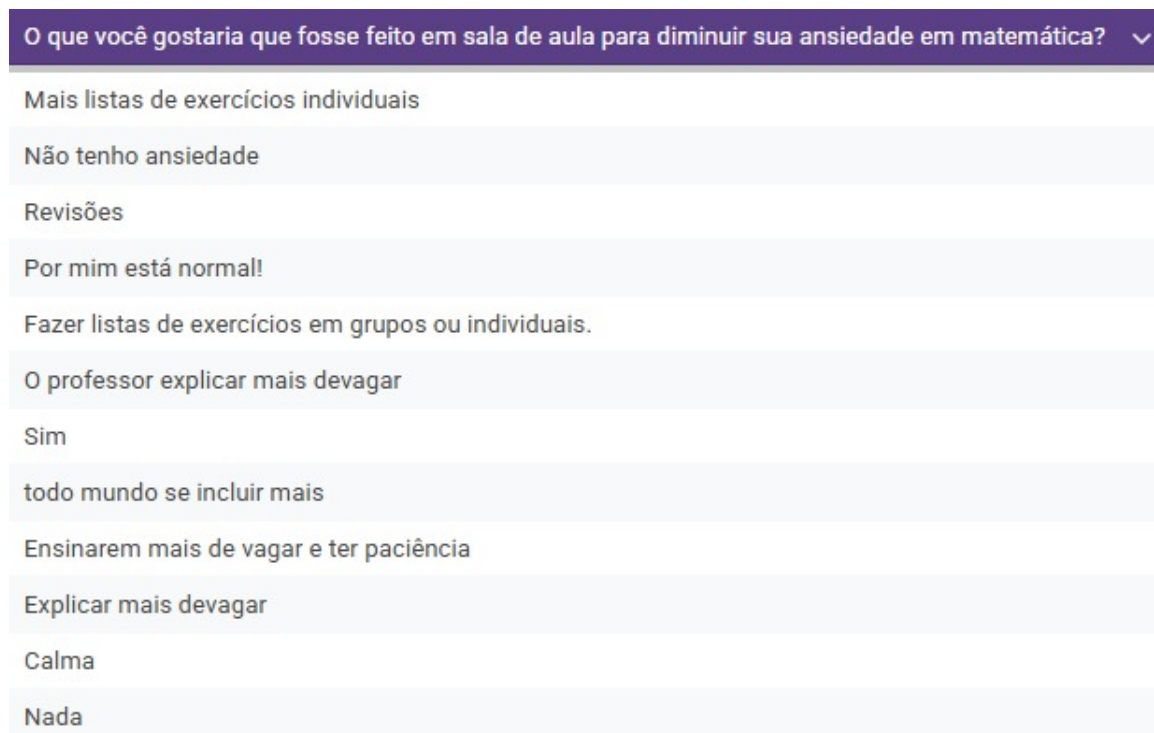 O que você gostaria que fosse feito em sala de aula para diminuir sua ansiedade em matemática?
Mais listas de exercícios individuais
Não tenho ansiedade
Revisões
Por mim está normal!
Fazer listas de exercícios em grupos ou individuais.
O professor explicar mais devagar
Sim
todo mundo se incluir mais
Ensinarem mais de vagar e ter paciência
Explicar mais devagar
Calma
Nada